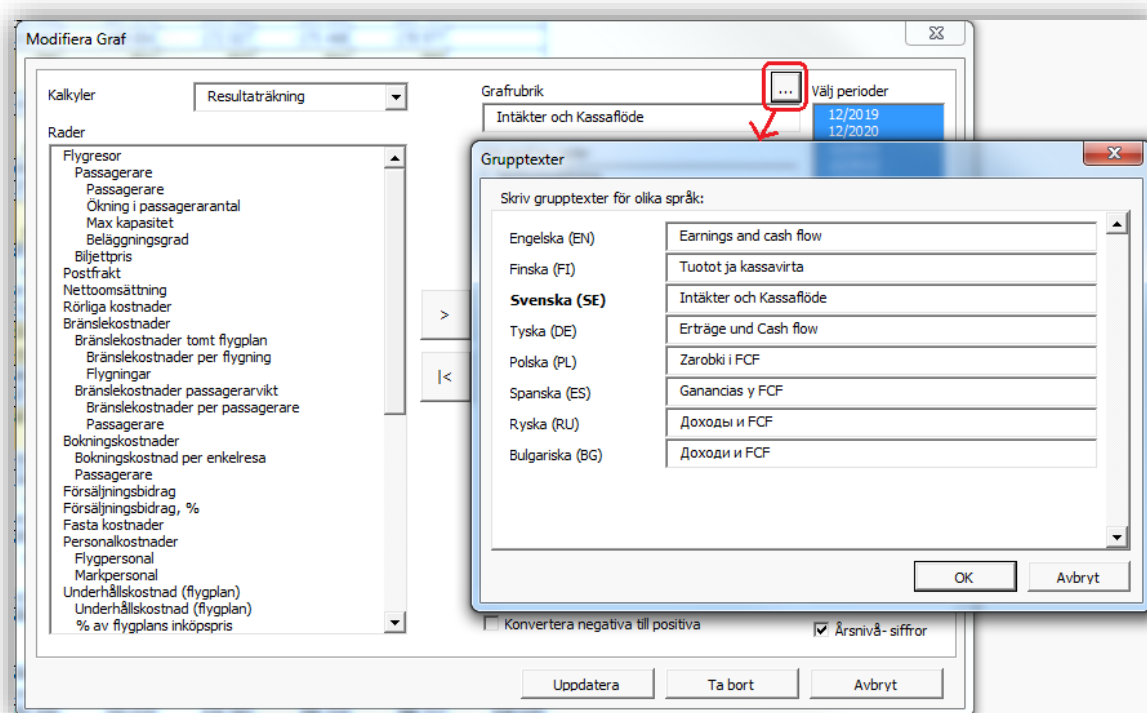 Modifiera Graf
Kalkyler
Resultaträkning
Rader
Flygresor
Passagerare
Passagerare
Ökning i passagerarantal
Max kapasitet
Beläggningsgrad
Biljettpris
Postfrakt
Nettoomsättning
Rörliga kostnader
Bränslekostnader
Bränslekostnader tomt flygplan
Bränslekostnader per flygning
Flygningar
Bränslekostnader passagerarvikt
Bränslekostnader per passagerare
Passagerare
Bokningskostnader
Bokningskostnad per enkelresa
Passagerare
Försäljningsbidrag
Försäljningsbidrag, %
Fasta kostnader
Personalkostnader
Flygpersonal
Markpersonal
Underhållskostnad (flygplan)
Underhållskostnad (flygplan)
% av flygplans inköpspris
>
|<
Grafrubrik
...
Intäkter och Kassaflöde
Välj perioder
12/2019
12/2020
Grupptexter
Skriv grupptexter för olika språk:
Engelska (EN) Earnings and cash flow
Finska (FI) Tuotot ja kassavirta
Svenska (SE) Intäkter och Kassaflöde
Tyska (DE) Erträge und Cash flow
Polska (PL) Zarobki i FCF
Spanska (ES) Ganancias y FCF
Ryska (RU) Доходы и FCF
Bulgariska (BG) Доходи и FCF
OK Avbryt
Konvertera negativa till positiva
Årsnivå- siffror
Uppdatera Ta bort Avbryt